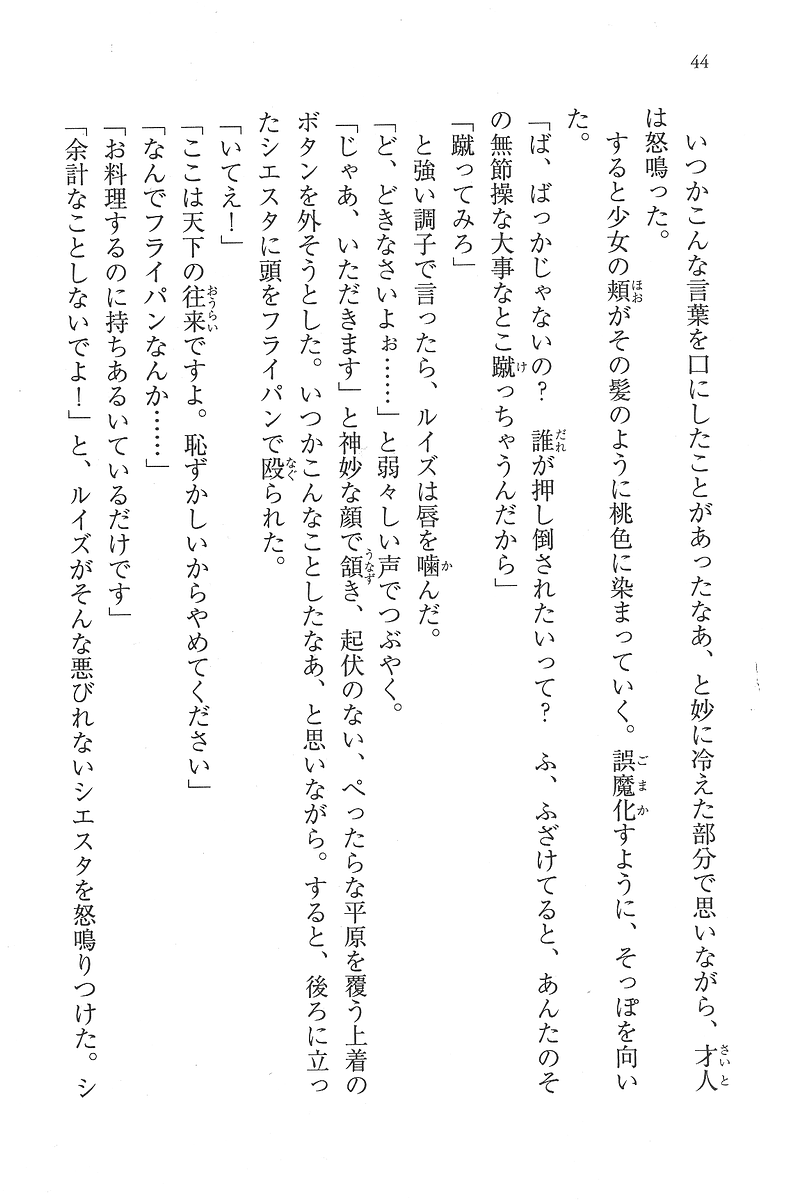 44
いつかこんな言葉を口にしたことがあったなあ、と妙に冷えた部分で思いながら、才人
は怒鳴った。
すると少女の頬がその髪のように桃色に染まっていく。誤魔化すように、そっぽを向い
た。
「ば、ばっかじゃないの？　誰が押し倒されたいって？　ふ、ふざけてると、あんたのそ
の無節操な大事なとこ蹴っちゃうんだから」
「蹴ってみろ」
と強い調子で言ったら、ルイズは唇を噛んだ。
「ど、どきなさいよぉ……」と弱々しい声でつぶやく。
「じゃあ、いただきます」と神妙な顔で頷き、起伏のない、ぺったらな平原を覆う上着の
ボタンを外そうとした。いつかこんなことしたなあ、と思いながら。すると、後ろに立っ
たシエスタに頭をフライパンで殴られた。
「いてえ！」
「ここは天下の往来ですよ。恥ずかしいからやめてください」
「なんでフライパンなんか……」
「お料理するのに持ちあるいているだけです」
「余計なことしないでよ！」と、ルイズがそんな悪びれないシエスタを怒鳴りつけた。シ